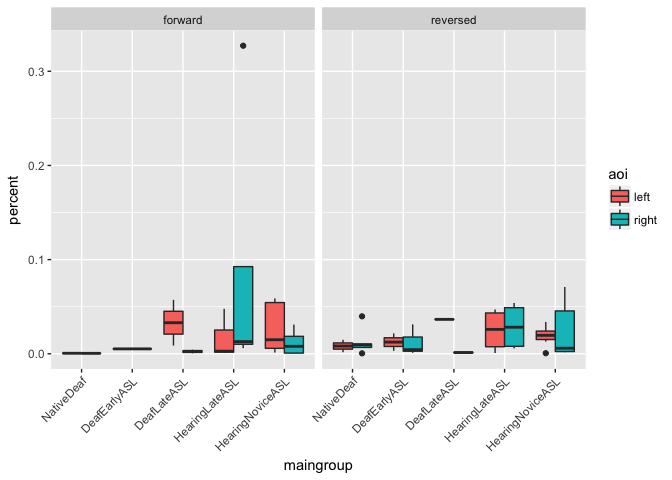 forward
reversed
percent
0.3
0.2
0.1
0.0
NativeDeaf
DeafEarlyASL
DeafLateASL
HearingLateASL
HearingNoviceASL
NativeDeaf
DeafEarlyASL
DeafLateASL
HearingLateASL
HearingNoviceASL
maingroup
aoi
left
right